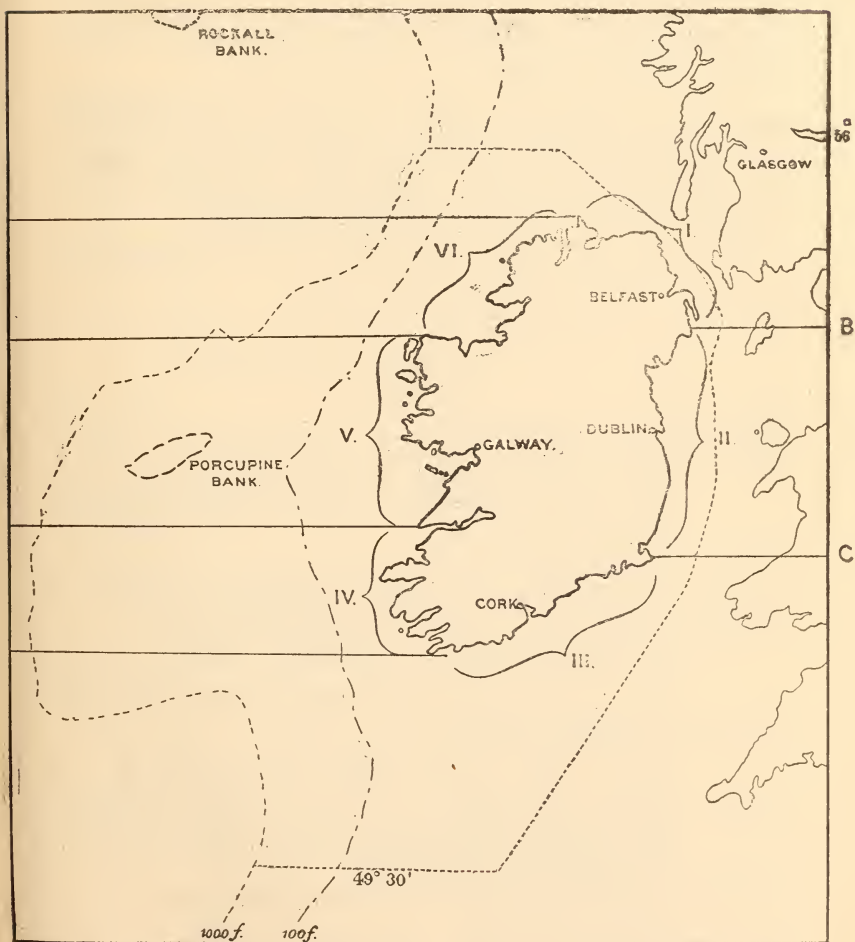 ROCKALL
BANK.
56°
GLASGOW
I.
VI.
BELFAST
B
V.
GALWAY.
DUBLIN
II.
PORCUPINE
BANK.
C
IV.
CORK
III.
49° 30'
1000 f.
100 f.